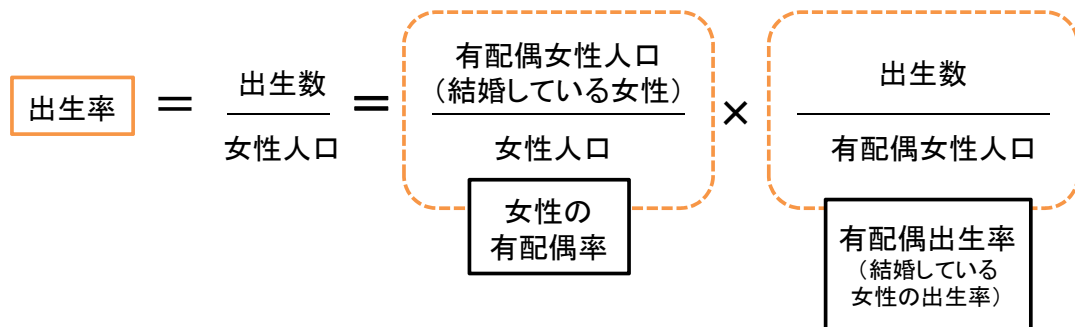 出生率 = 出生数 = 有配偶女性人口 × 出生数
(結婚している女性)
女性人口 女性人口 有配偶女性人口
女性の
有配偶率
有配偶出生率
(結婚している
女性の出生率)